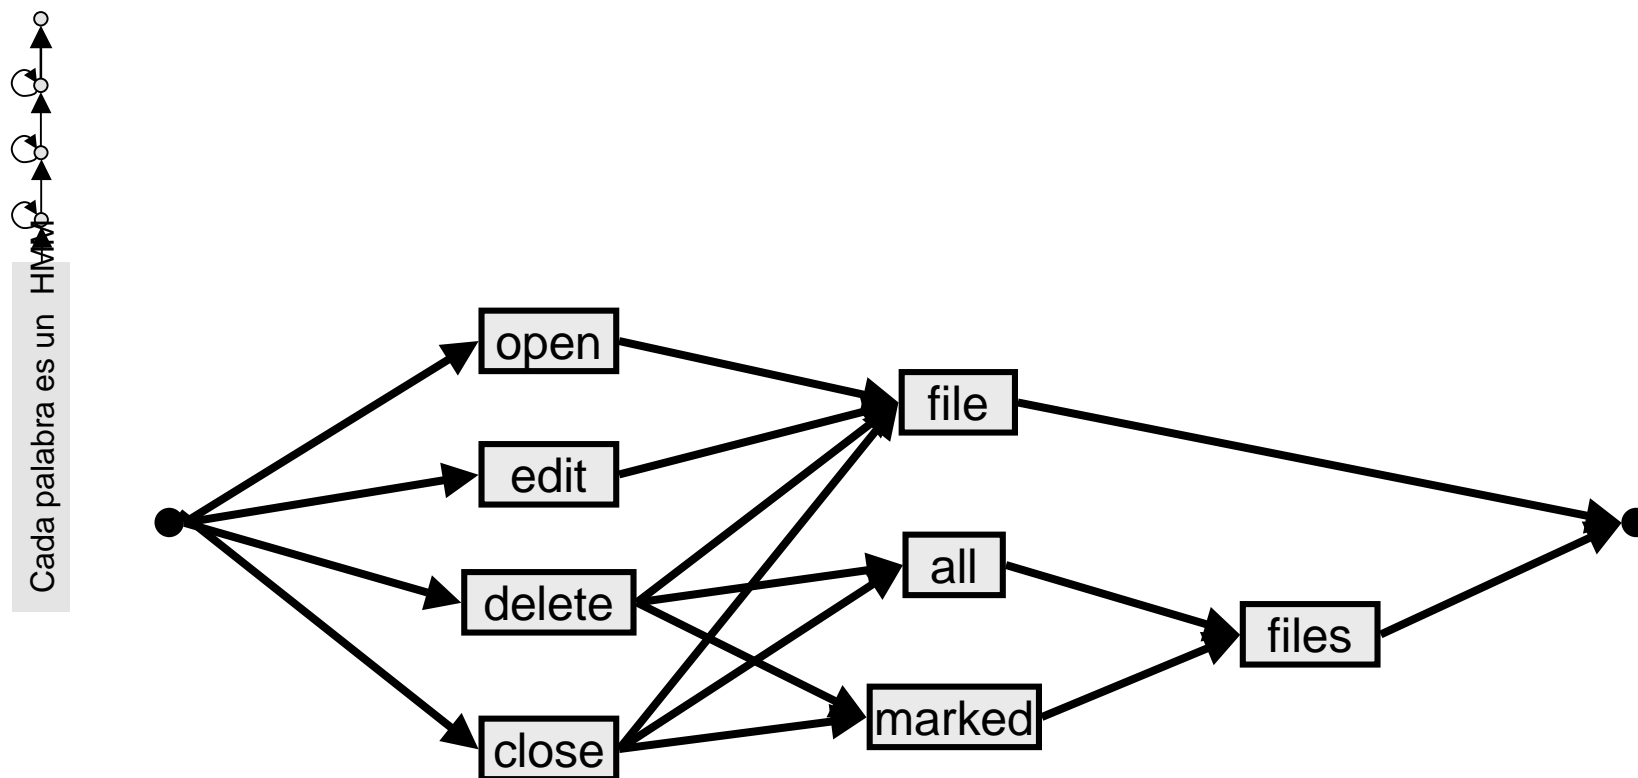 Cada palabra es un HMM
open
file
edit
all
delete
files
marked
close